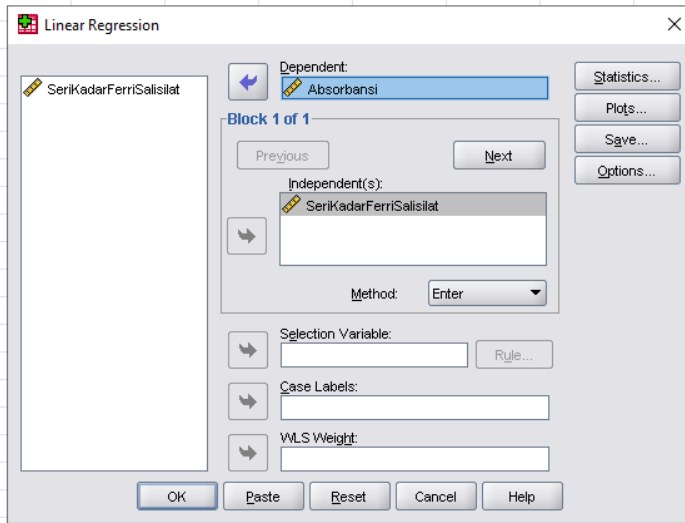 Linear Regression
SeriKadarFerriSalisilat
Dependent:
Absorbansi
Block 1 of 1
Previous
Next
Independent(s):
SeriKadarFerriSalisilat
Method:
Enter
Selection Variable:
Rule...
Case Labels:
WLS Weight:
Statistics...
Plots...
Save...
Options...
OK
Paste
Reset
Cancel
Help